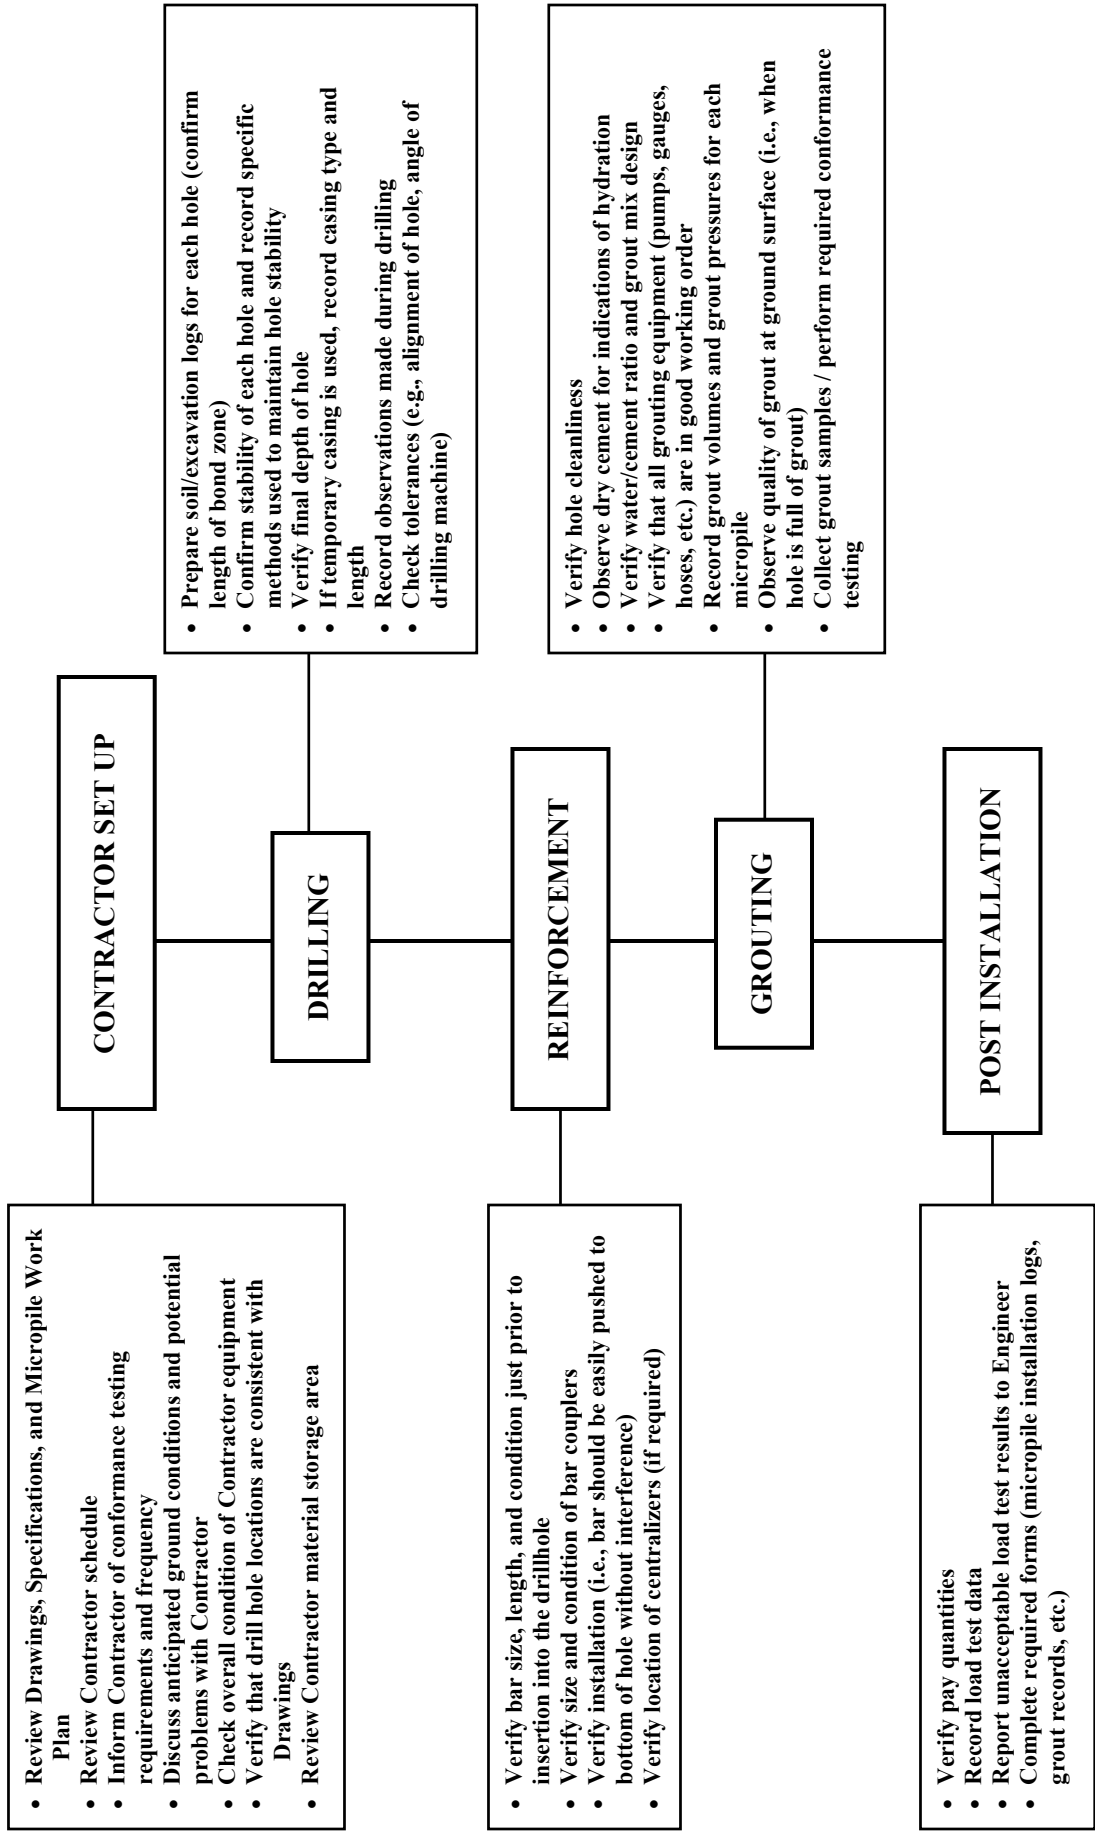 CONTRACTOR SET UP
• Review Drawings, Specifications, and Micropile Work
Plan
• Review Contractor schedule
• Inform Contractor of conformance testing
requirements and frequency
• Discuss anticipated ground conditions and potential
problems with Contractor
• Check overall condition of Contractor equipment
• Verify that drill hole locations are consistent with
Drawings
• Review Contractor material storage area
DRILLING
• Prepare soil/excavation logs for each hole (confirm
length of bond zone)
• Confirm stability of each hole and record specific
methods used to maintain hole stability
• Verify final depth of hole
• If temporary casing is used, record casing type and
length
• Record observations made during drilling
• Check tolerances (e.g., alignment of hole, angle of
drilling machine)
REINFORCEMENT
• Verify bar size, length, and condition just prior to
insertion into the drillhole
• Verify size and condition of bar couplers
• Verify installation (i.e., bar should be easily pushed to
bottom of hole without interference)
• Verify location of centralizers (if required)
GROUTING
• Verify hole cleanliness
• Observe dry cement for indications of hydration
• Verify water/cement ratio and grout mix design
• Verify that all grouting equipment (pumps, gauges,
hoses, etc.) are in good working order
• Record grout volumes and grout pressures for each
micropile
• Observe quality of grout at ground surface (i.e., when
hole is full of grout)
• Collect grout samples / perform required conformance
testing
POST INSTALLATION
• Verify pay quantities
• Record load test data
• Report unacceptable load test results to Engineer
• Complete required forms (micropile installation logs,
grout records, etc.)